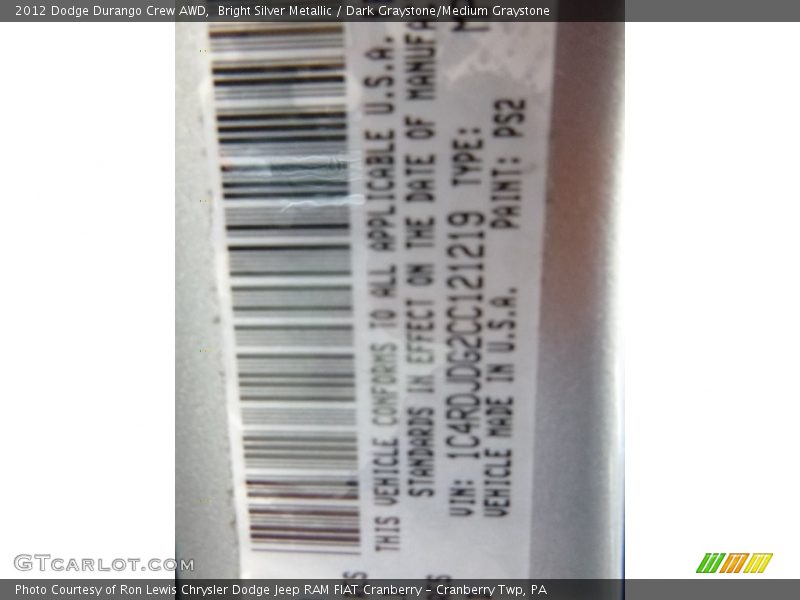 2012 Dodge Durango Crew AWD, Bright Silver Metallic / Dark Graystone/Medium Graystone
THIS VEHICLE CONFORMS TO ALL APPLICABLE U.S.A.
STANDARDS IN EFFECT ON THE DATE OF MANUFA
VIN: 1C4RDJDG2CC121219 TYPE:
VEHICLE MADE IN U.S.A. PAINT: PS2
GTCARLOT.COM
Photo Courtesy of Ron Lewis Chrysler Dodge Jeep RAM FIAT Cranberry - Cranberry Twp, PA